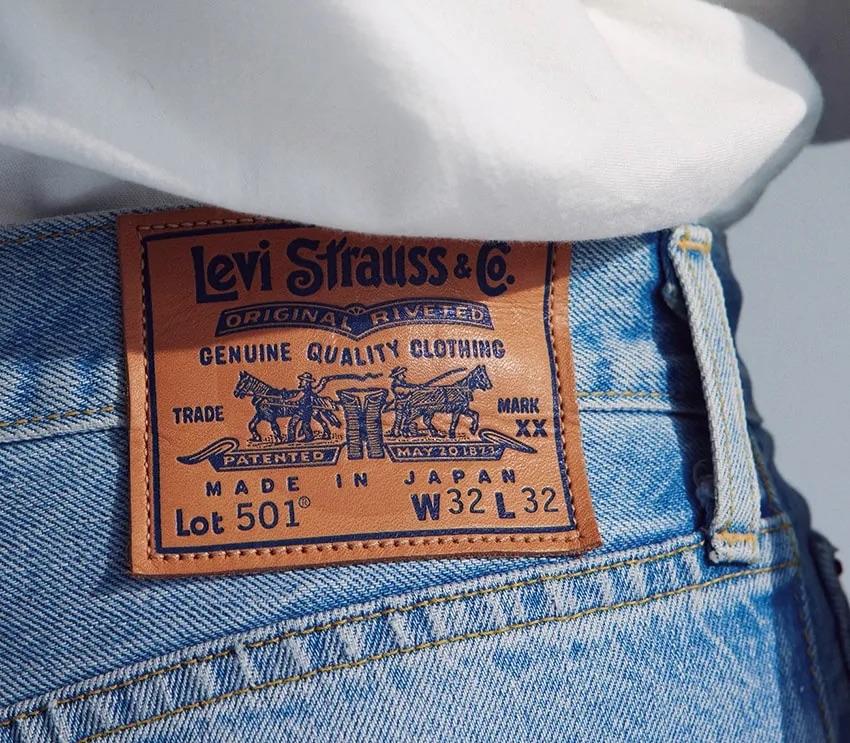 Levi Strauss & Co.
ORIGINAL RIVETED
GENUINE QUALITY CLOTHING
TRADE MARK
XX
PATENTED MAY 20 1873
MADE IN JAPAN
Lot 501® W32 L32